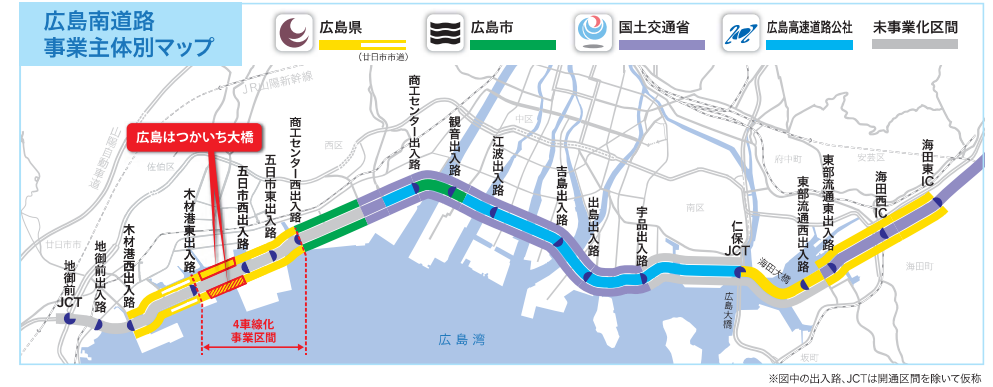 広島南道路
事業主体別マップ
広島県
(廿日市市道)
広島市
国土交通省
広島高速道路公社
未事業化区間
JR山陽新幹線
山陽自動車道
佐伯区
西区
中区
南区
府中町
安芸区
廿日市市
海田町
坂町
広島はつかいち大橋
地御前JCT
地御前出入路
木材港西出入路
木材港東出入路
五日市西出入路
五日市東出入路
商工センター西出入路
商工センター出入路
観音出入路
江波出入路
吉島出入路
出島出入路
宇品出入路
仁保JCT
海田大橋
広島大橋
東部流通西出入路
東部流通東出入路
海田西IC
海田東IC
4車線化
事業区間
広島湾
※図中の出入路、JCTは開通区間を除いて仮称